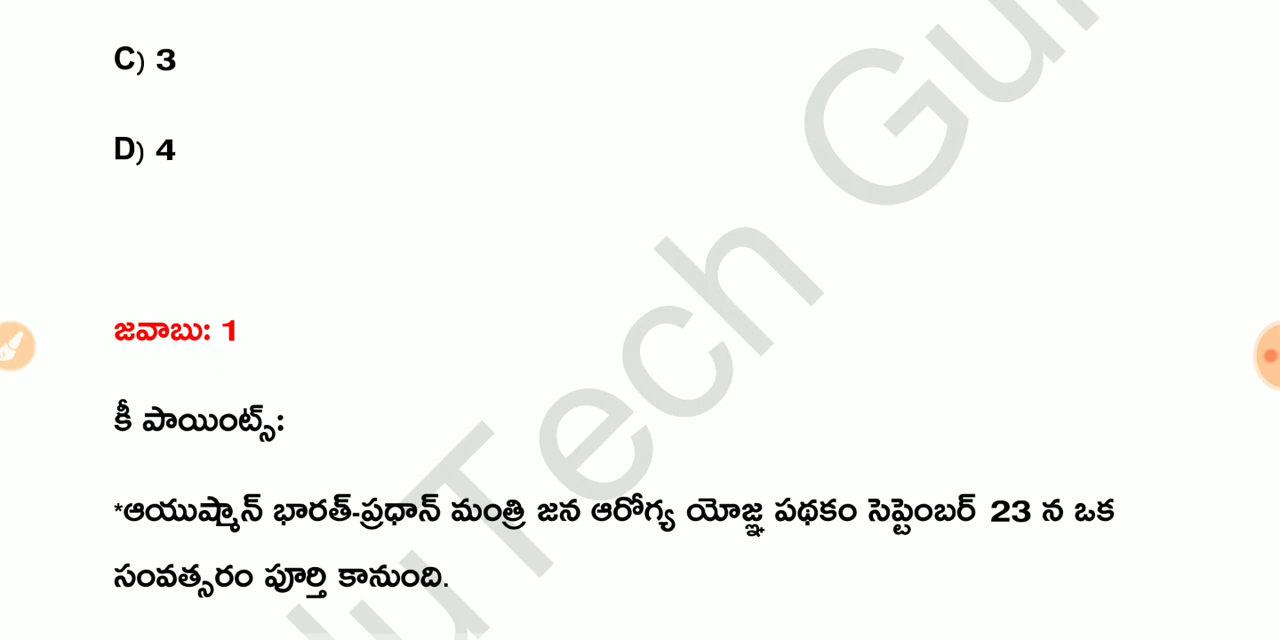 C) 3
D) 4
జవాబు: 1
కీ పాయింట్స్:
*ఆయుష్మాన్ భారత్-ప్రధాన్ మంత్రి జన ఆరోగ్య యోజ్ఞ పథకం సెప్టెంబర్ 23 న ఒక
సంవత్సరం పూర్తి కానుంది.